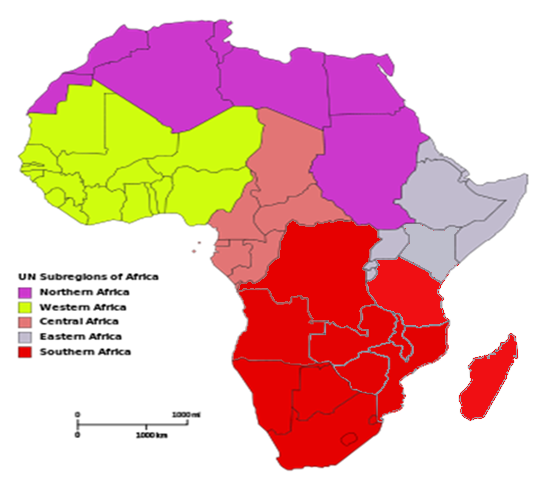 UN Subregions of Africa
Northern Africa
Western Africa
Central Africa
Eastern Africa
Southern Africa
0 1000 mi
0 1000 km